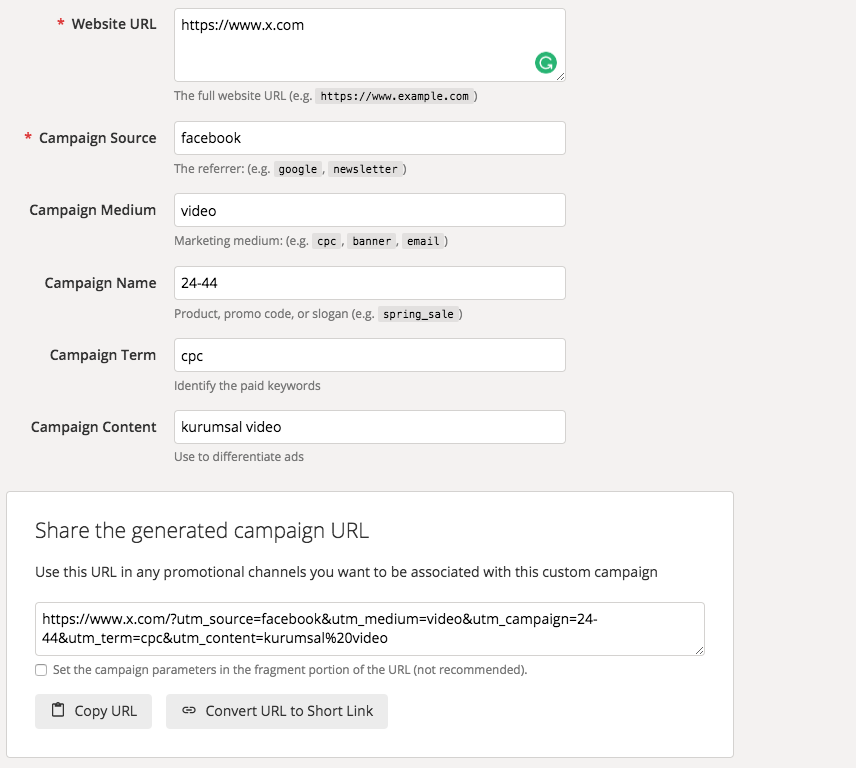 * Website URL
https://www.x.com
The full website URL (e.g. https://www.example.com )
* Campaign Source
facebook
The referrer: (e.g. google , newsletter )
Campaign Medium
video
Marketing medium: (e.g. cpc , banner , email )
Campaign Name
24-44
Product, promo code, or slogan (e.g. spring_sale )
Campaign Term
cpc
Identify the paid keywords
Campaign Content
kurumsal video
Use to differentiate ads
Share the generated campaign URL
Use this URL in any promotional channels you want to be associated with this custom campaign
https://www.x.com/?utm_source=facebook&utm_medium=video&utm_campaign=24-
44&utm_term=cpc&utm_content=kurumsal%20video
Set the campaign parameters in the fragment portion of the URL (not recommended).
Copy URL
Convert URL to Short Link